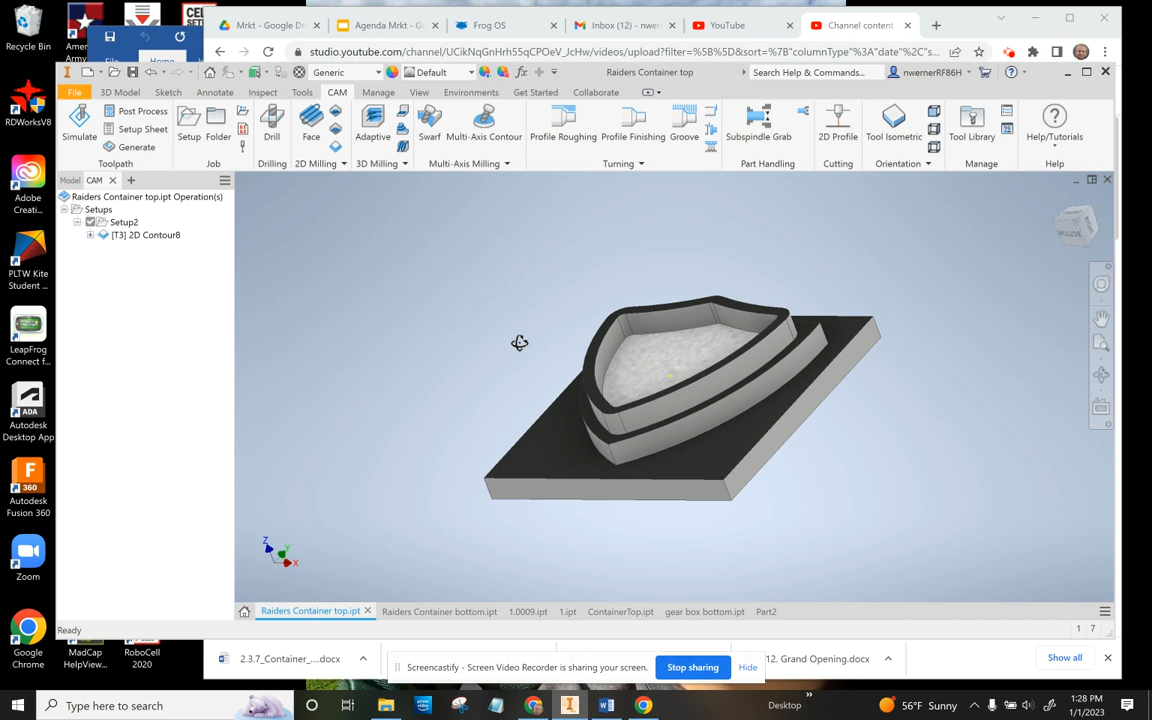 Mrkt - Google De
Agenda Mrkt - Go
Frog OS
Inbox (12) - nwer
YouTube
Channel content
studio.youtube.com/channel/UCikNqGnHrh55qCPOeV_JcHw/videos/upload?filter=%5B%5D&sort=%7B"columnType"%3A"date"%2C"s...
Recycle Bin
Amer
File
Home
Generic
Default
fx
Raiders Container top
Search Help & Commands...
nwernerRF86H
File
3D Model
Sketch
Annotate
Inspect
Tools
CAM
Manage
View
Environments
Get Started
Collaborate
RDWorksV8
Simulate
Post Process
Setup Sheet
Generate
Setup
Folder
Drill
Face
Adaptive
Swarf
Multi-Axis Contour
Profile Roughing
Profile Finishing
Groove
Subspindle Grab
2D Profile
Tool Isometric
Tool Library
Help/Tutorials
Toolpath
Job
Drilling
2D Milling
3D Milling
Multi-Axis Milling
Turning
Part Handling
Cutting
Orientation
Manage
Help
Model
CAM
Raiders Container top.ipt Operation(s)
Setups
Setup2
[T3] 2D Contour8
Adobe
Creati...
PLTW Kite
Student ...
LeapFrog
Connect f...
Autodesk
Desktop App
Autodesk
Fusion 360
Zoom
Google
Chrome
MadCap
HelpView...
RoboCell
2020
BOTTOM
Z
Y
X
Raiders Container top.ipt
Raiders Container bottom.ipt
1.0009.ipt
1.ipt
ContainerTop.ipt
gear box bottom.ipt
Part2
Ready
1 7
2.3.7_Container_....docx
Screencastify - Screen Video Recorder is sharing your screen.
Stop sharing
Hide
12. Grand Opening.docx
Show all
Type here to search
Desktop
56°F Sunny
1:28 PM
1/1/2023